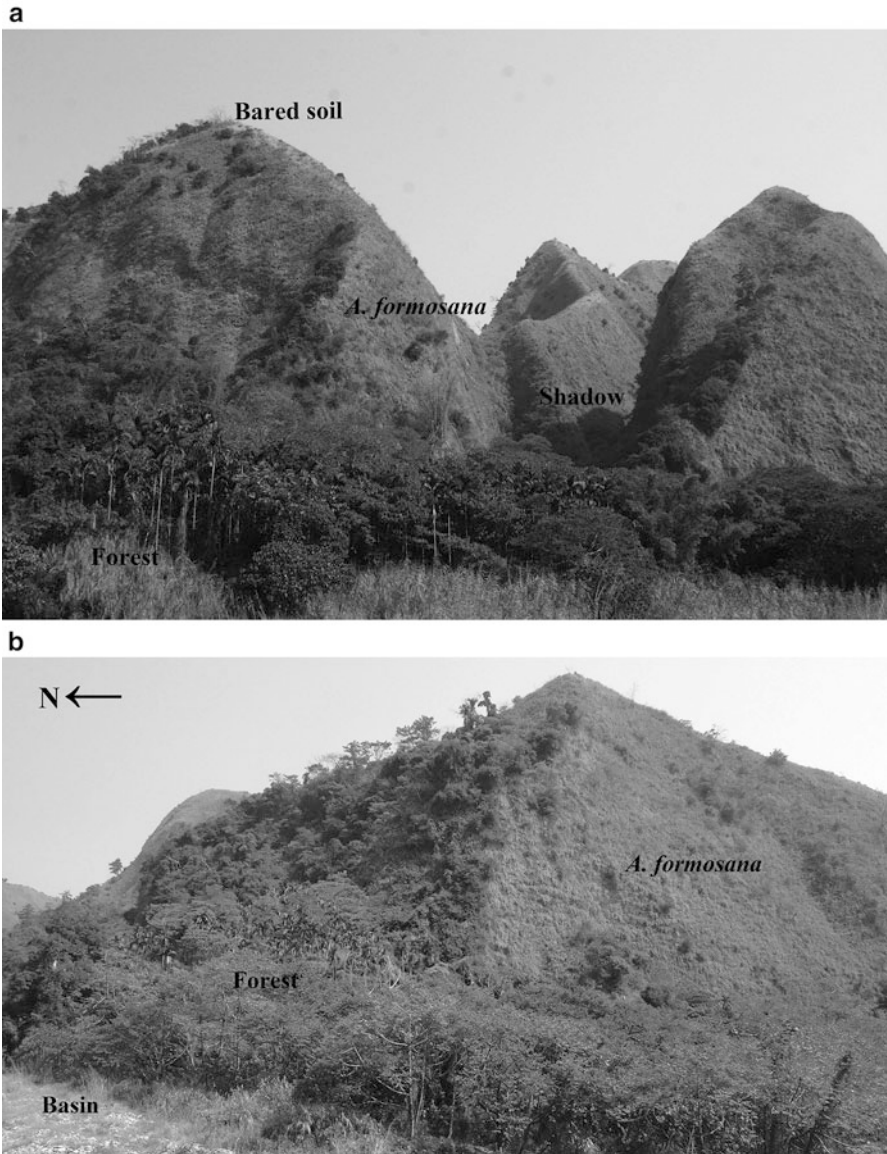 a
Bared soil
A. formosana
Shadow
Forest
b
N
A. formosana
Forest
Basin